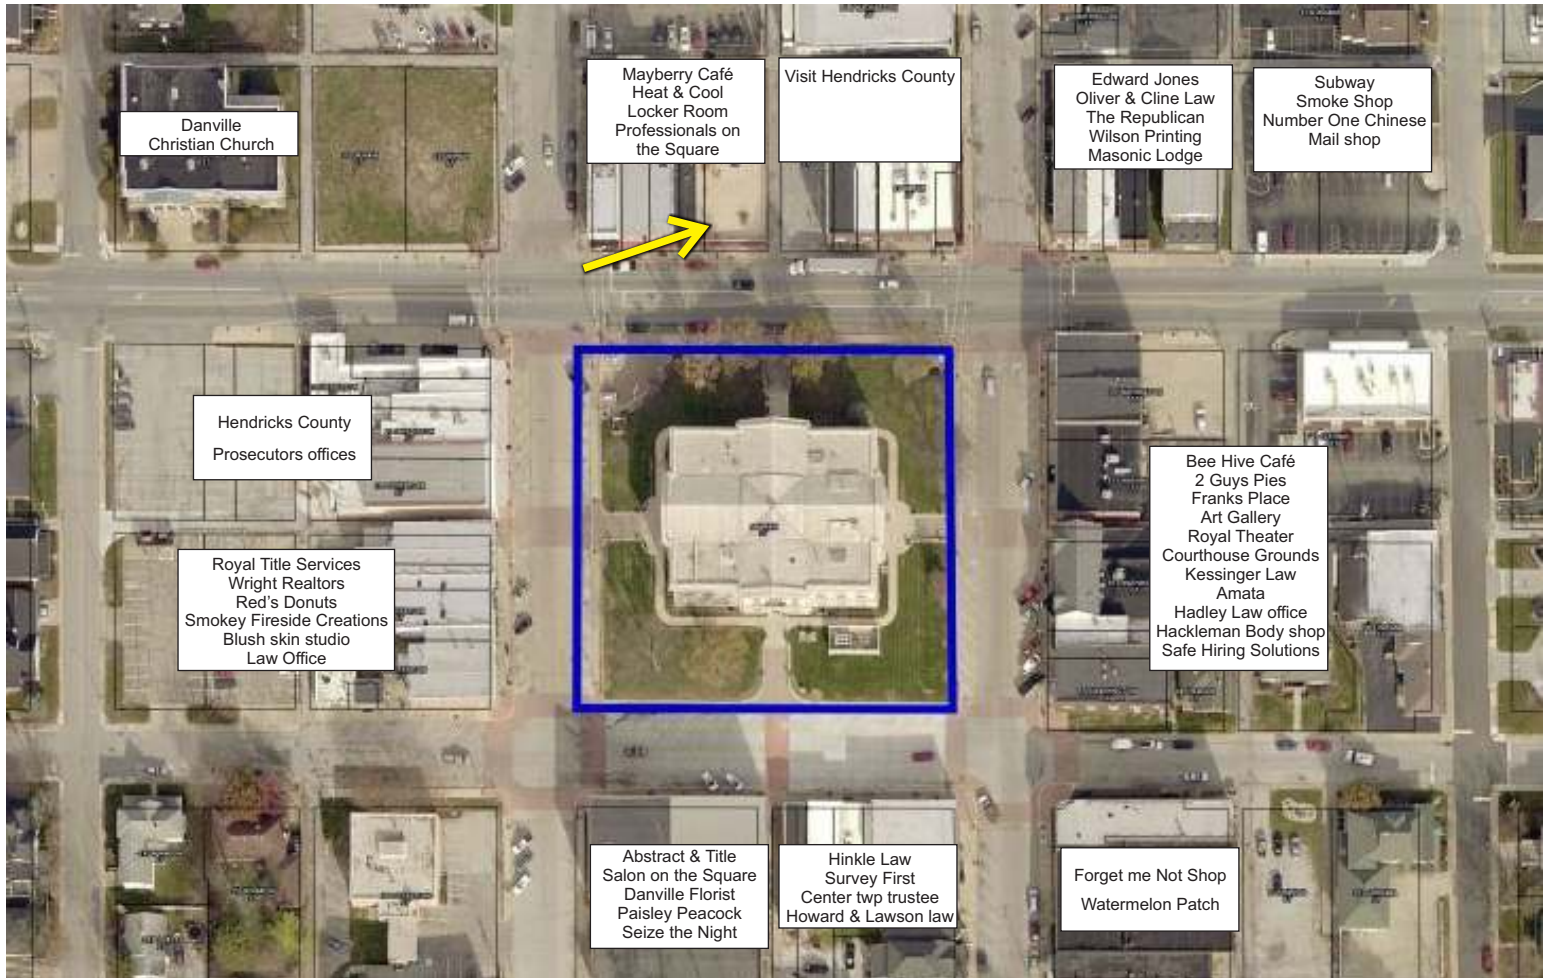 Mayberry Café
Heat & Cool
Locker Room
Professionals on
the Square
Visit Hendricks County
Edward Jones
Oliver & Cline Law
The Republican
Wilson Printing
Masonic Lodge
Subway
Smoke Shop
Number One Chinese
Mail shop
Danville
Christian Church
Hendricks County
Prosecutors offices
Bee Hive Café
2 Guys Pies
Franks Place
Art Gallery
Royal Theater
Courthouse Grounds
Kessinger Law
Amata
Hadley Law office
Hackleman Body shop
Safe Hiring Solutions
Royal Title Services
Wright Realtors
Red's Donuts
Smokey Fireside Creations
Blush skin studio
Law Office
Abstract & Title
Salon on the Square
Danville Florist
Paisley Peacock
Seize the Night
Hinkle Law
Survey First
Center twp trustee
Howard & Lawson law
Forget me Not Shop
Watermelon Patch